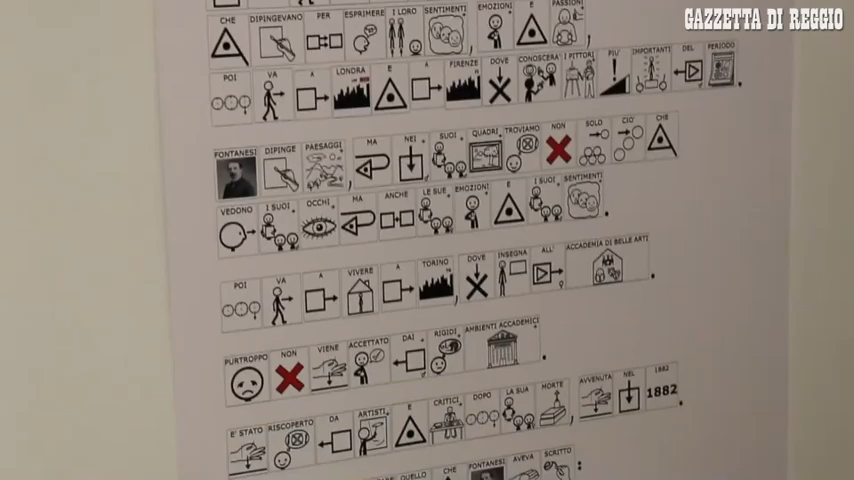 GAZZETTA DI REGGIO
CHE DIPINGEVANO PER ESPRIMERE I LORO SENTIMENTI, EMOZIONI E PASSIONI
POI VA A LONDRA E A FIRENZE DOVE CONOSCERA' I PITTORI PIU' IMPORTANTI DEL PERIODO.
FONTANESI DIPINGE PAESAGGI, MA NEI SUOI QUADRI TROVIAMO NON SOLO CIO' CHE
VEDONO I SUOI OCCHI MA ANCHE LE SUE EMOZIONI E I SUOI SENTIMENTI.
POI VA A VIVERE A TORINO, DOVE INSEGNA ALL' ACCADEMIA DI BELLE ARTI.
PURTROPPO NON VIENE ACCETTATO DAI RIGIDI AMBIENTI ACCADEMICI.
E' STATO RISCOPERTO DA ARTISTI E CRITICI DOPO LA SUA MORTE, AVVENUTA NEL 1882 1882.
QUELLO CHE FONTANESI AVEVA SCRITTO: